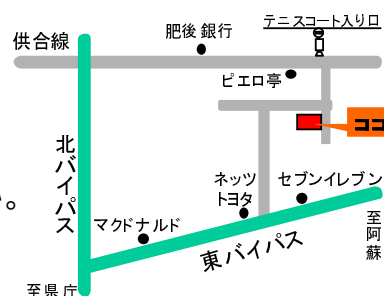 テニスコート入り口
肥後銀行
供合線
ピエロ亭
ココ
北バイパス
ネッツ
トヨタ
セブンイレブン
マクドナルド
東バイパス
至阿蘇
至県庁
。